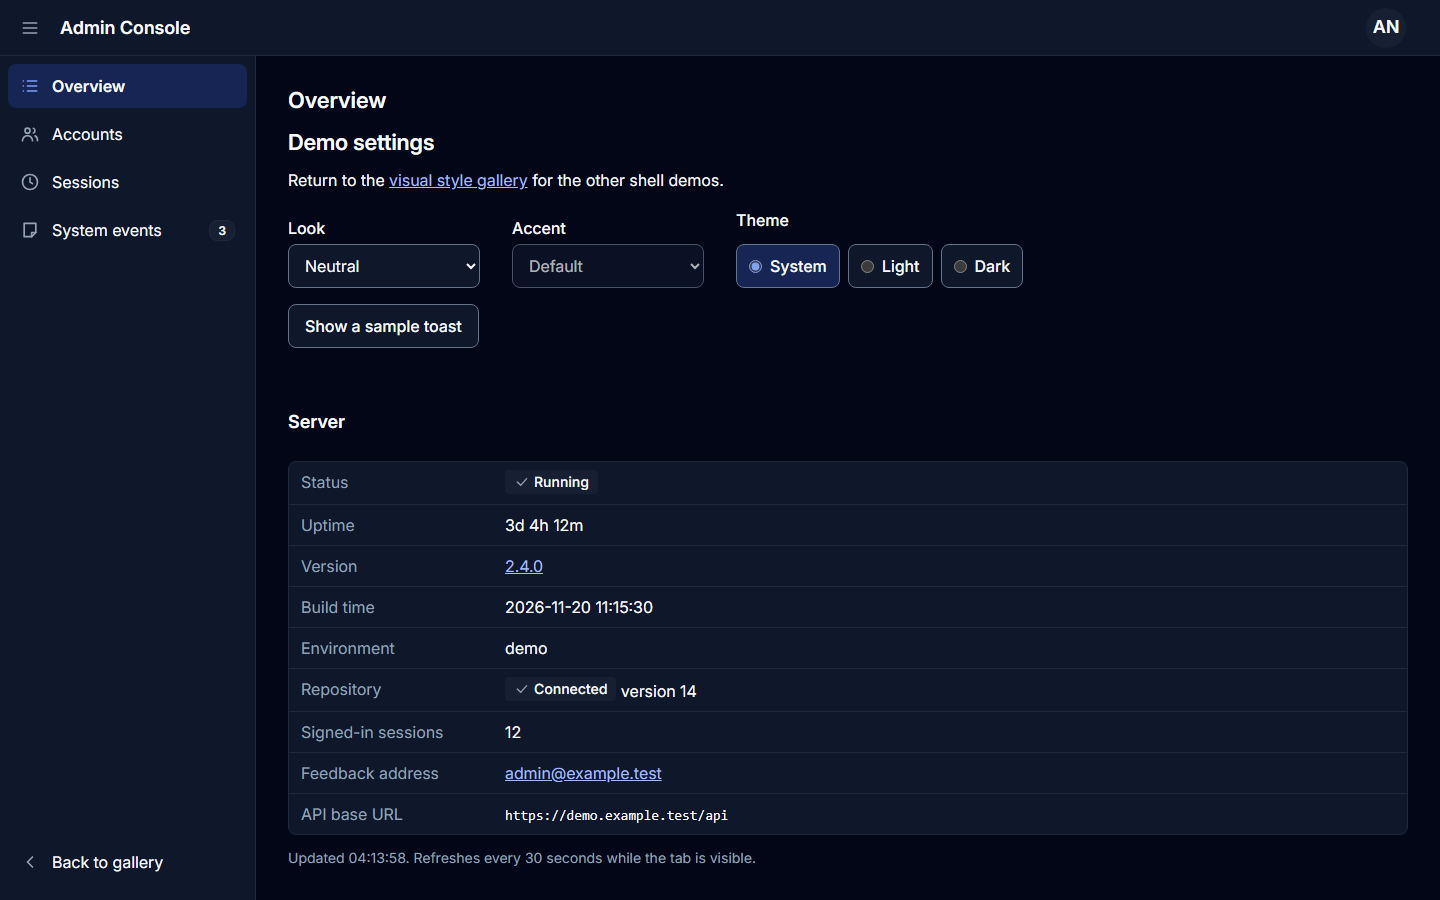 Admin Console
AN
Overview
Accounts
Sessions
System events 3
Back to gallery
Overview
Demo settings
Return to the visual style gallery for the other shell demos.
Look
Neutral
Accent
Default
Theme
System Light Dark
Show a sample toast
Server
Status Running
Uptime 3d 4h 12m
Version 2.4.0
Build time 2026-11-20 11:15:30
Environment demo
Repository Connected version 14
Signed-in sessions 12
Feedback address admin@example.test
API base URL https://demo.example.test/api
Updated 04:13:58. Refreshes every 30 seconds while the tab is visible.